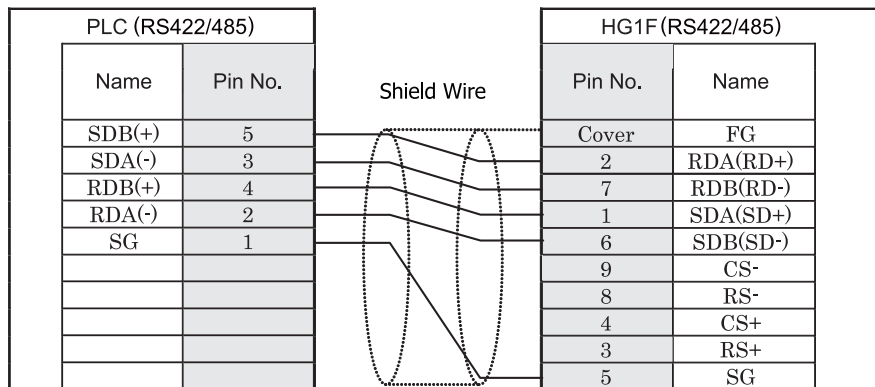 PLC (RS422/485) HG1F(RS422/485)
Name Pin No. Shield Wire Pin No. Name
SDB(+) 5 Cover FG
SDA(-) 3 2 RDA(RD+)
RDB(+) 4 7 RDB(RD-)
RDA(-) 2 1 SDA(SD+)
SG 1 6 SDB(SD-)
9 CS-
8 RS-
4 CS+
3 RS+
5 SG